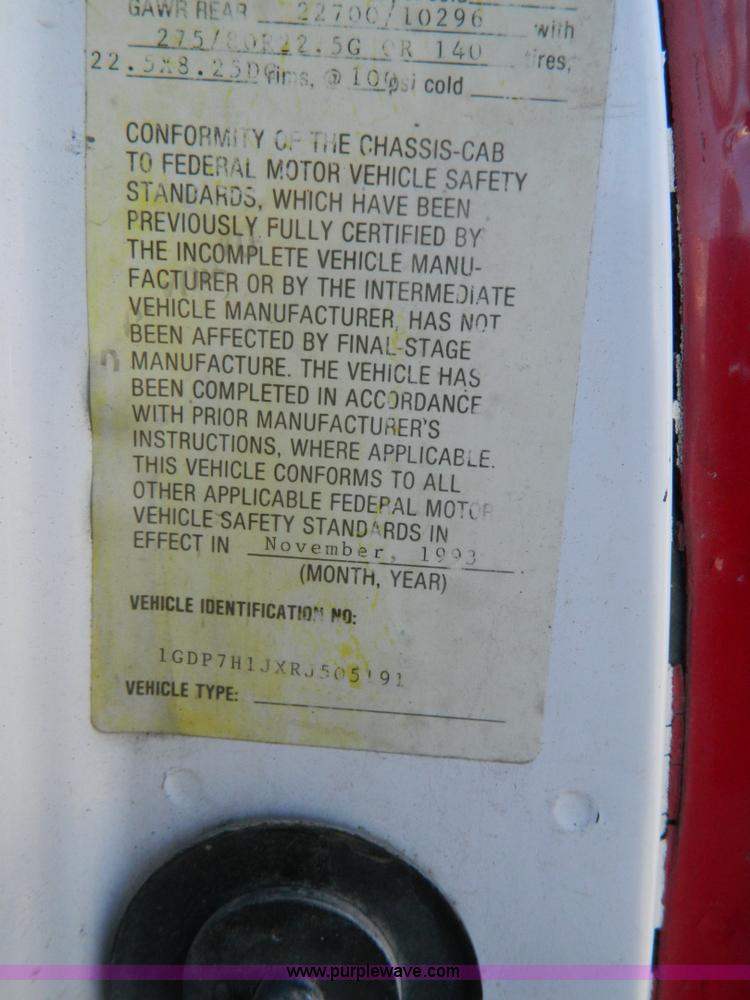 GAWR REAR 22700/10296 with
275/80R22.5G OR 140 tires,
22.5X8.25DC rims, @ 100 psi cold
CONFORMITY OF THE CHASSIS-CAB
TO FEDERAL MOTOR VEHICLE SAFETY
STANDARDS, WHICH HAVE BEEN
PREVIOUSLY FULLY CERTIFIED BY
THE INCOMPLETE VEHICLE MANU-
FACTURER OR BY THE INTERMEDIATE
VEHICLE MANUFACTURER, HAS NOT
BEEN AFFECTED BY FINAL-STAGE
MANUFACTURE. THE VEHICLE HAS
BEEN COMPLETED IN ACCORDANCE
WITH PRIOR MANUFACTURER'S
INSTRUCTIONS, WHERE APPLICABLE.
THIS VEHICLE CONFORMS TO ALL
OTHER APPLICABLE FEDERAL MOTOR
VEHICLE SAFETY STANDARDS IN
EFFECT IN November, 1993
(MONTH, YEAR)
VEHICLE IDENTIFICATION NO:
VEHICLE TYPE:
www.purplewave.com